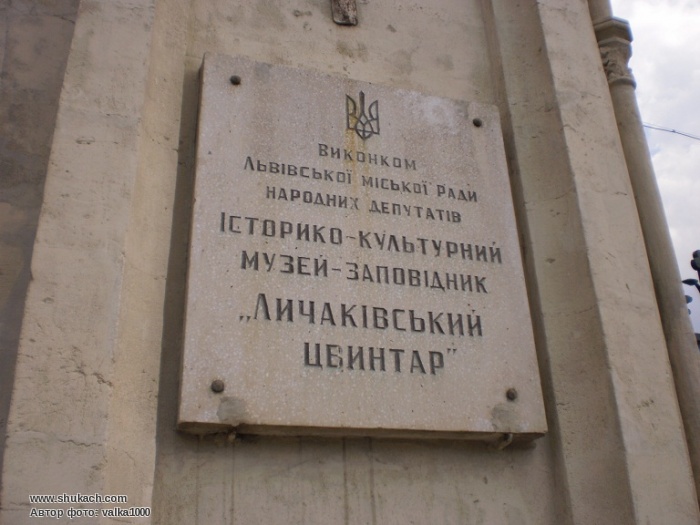 Виконком
Львівської міської Ради
народних депутатів
Історико-культурний
музей-заповідник
„Личаківський
цвинтар"
www.shukach.com
Автор фото: valka1000